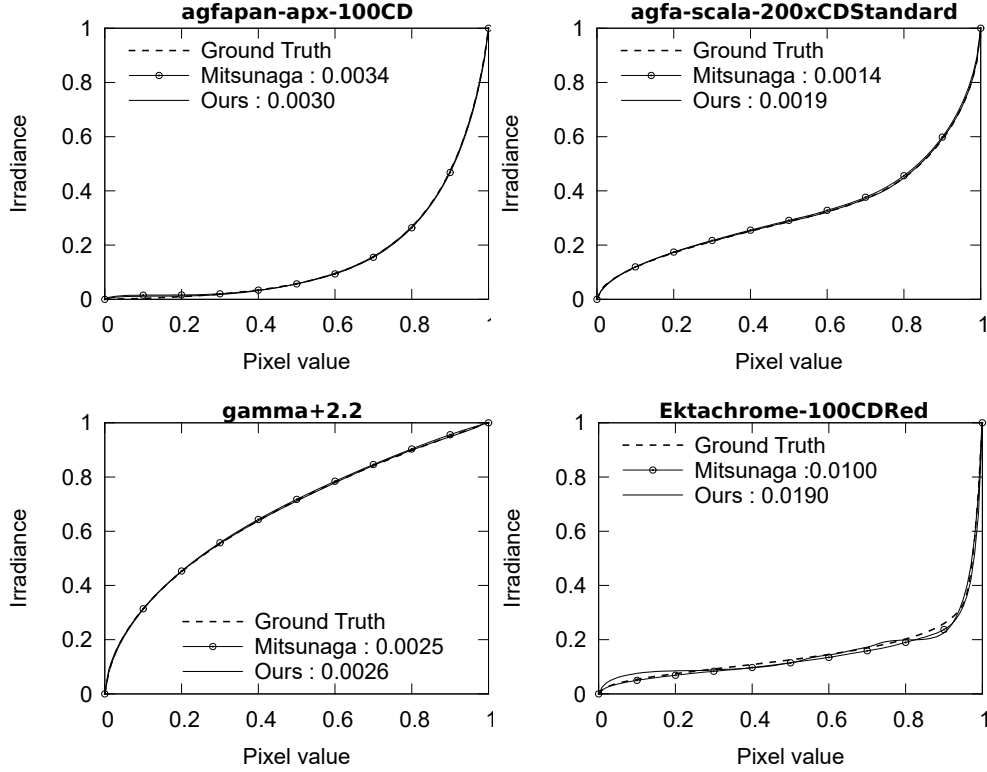 agfapan-apx-100CD
1
Ground Truth
Mitsunaga : 0.0034
Ours : 0.0030
0.8
0.6
0.4
0.2
0
Irradiance
0 0.2 0.4 0.6 0.8 1
Pixel value
agfa-scala-200xCDStandard
1
Ground Truth
Mitsunaga : 0.0014
Ours : 0.0019
0.8
0.6
0.4
0.2
0
Irradiance
0 0.2 0.4 0.6 0.8 1
Pixel value
gamma+2.2
1
0.8
0.6
0.4
0.2
0
Irradiance
Ground Truth
Mitsunaga : 0.0025
Ours : 0.0026
0 0.2 0.4 0.6 0.8 1
Pixel value
Ektachrome-100CDRed
1
Ground Truth
Mitsunaga :0.0100
Ours : 0.0190
0.8
0.6
0.4
0.2
0
Irradiance
0 0.2 0.4 0.6 0.8 1
Pixel value